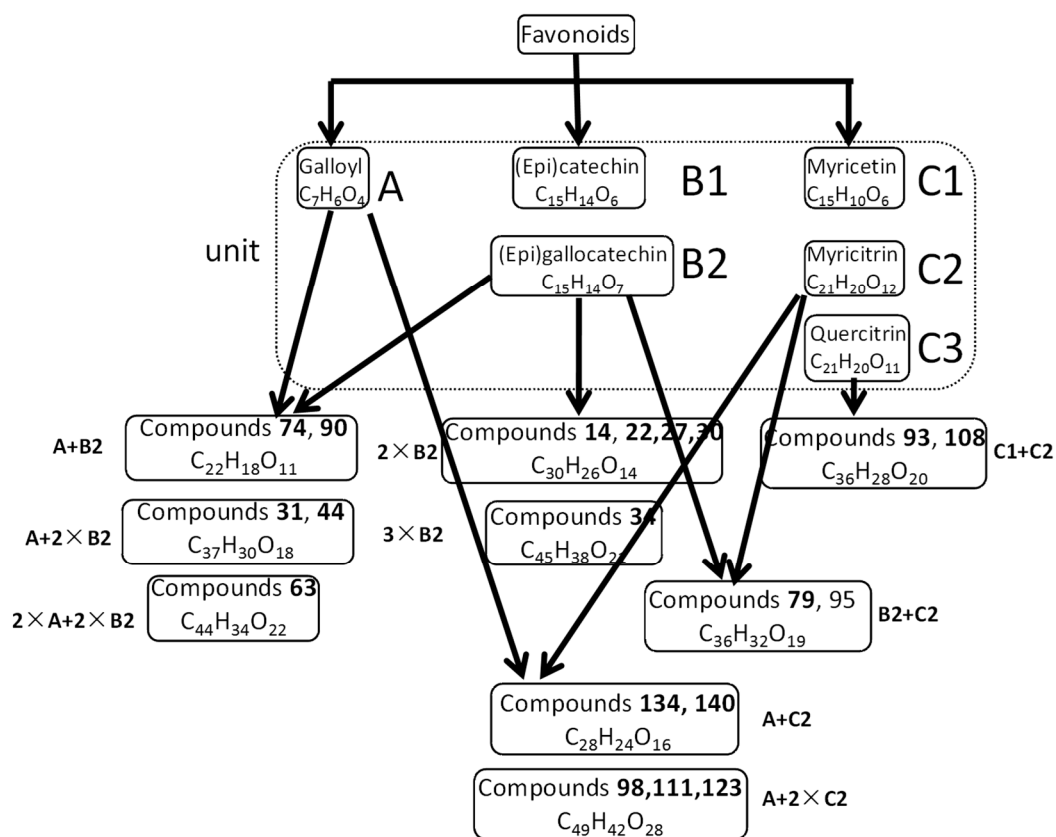 Favonoids
Galloyl
C₇H₆O₄
A
(Epi)catechin
C₁₅H₁₄O₆
B1
Myricetin
C₁₅H₁₀O₆
C1
unit
(Epi)gallocatechin
C₁₅H₁₄O₇
B2
Myricitrin
C₂₁H₂₀O₁₂
C2
Quercitrin
C₂₁H₂₀O₁₁
C3
A+B2
Compounds 74, 90
C₂₂H₁₈O₁₁
2×B2
Compounds 14, 22,27,30
C₃₀H₂₆O₁₄
Compounds 93, 108
C₃₆H₂₈O₂₀
C1+C2
A+2×B2
Compounds 31, 44
C₃₇H₃₀O₁₈
3×B2
Compounds 34
C₄₅H₃₈O₂₁
2×A+2×B2
Compounds 63
C₄₄H₃₄O₂₂
Compounds 79, 95
C₃₆H₃₂O₁₉
B2+C2
Compounds 134, 140
C₂₈H₂₄O₁₆
A+C2
Compounds 98,111,123
C₄₉H₄₂O₂₈
A+2×C2